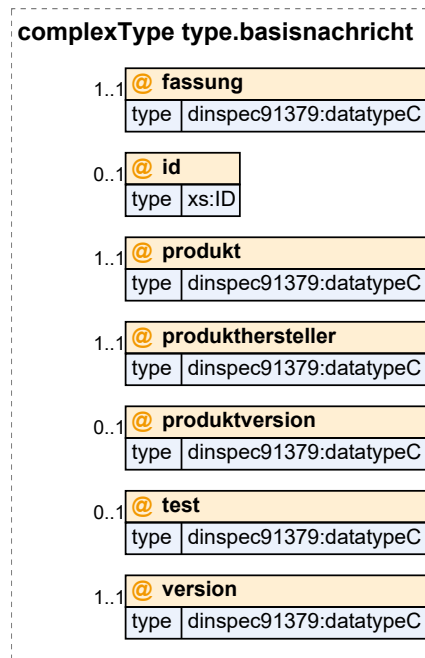 complexType type.basisnachricht
1..1 @ fassung
type dinspec91379:datatypeC
0..1 @ id
type xs:ID
1..1 @ produkt
type dinspec91379:datatypeC
1..1 @ produkthersteller
type dinspec91379:datatypeC
0..1 @ produktversion
type dinspec91379:datatypeC
0..1 @ test
type dinspec91379:datatypeC
1..1 @ version
type dinspec91379:datatypeC